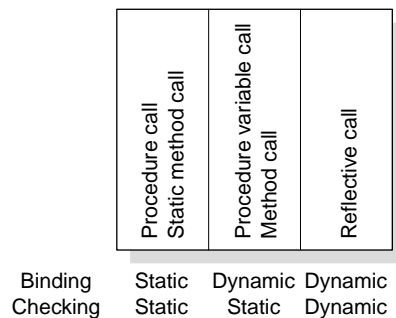 Procedure call
Static method call
Procedure variable call
Method call
Reflective call
Binding Static Dynamic Dynamic
Checking Static Static Dynamic